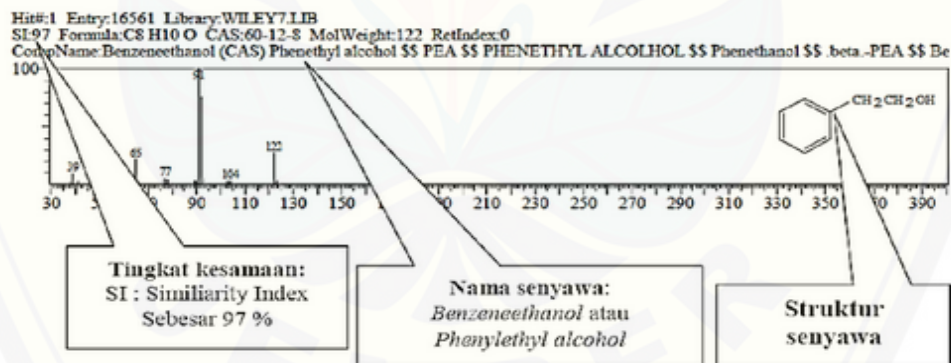 Hit#:1 Entry:16561 Library:WILEY7.LIB
SI:97 Formula:C8 H10 O CAS:60-12-8 MolWeight:122 RetIndex:0
CompName:Benzeneethanol (CAS) Phenethyl alcohol $$ PEA $$ PHENETHYL ALCOLHOL $$ Phenethanol $$ .beta.-PEA $$ Be
100
91
CH2CH2OH
39
65
77
104
122
30
70
90
110
130
150
190
210
230
250
270
290
310
330
350
390
Tingkat kesamaan:
SI : Similiarity Index
Sebesar 97 %
Nama senyawa:
Benzeneethanol atau
Phenylethyl alcohol
Struktur
senyawa